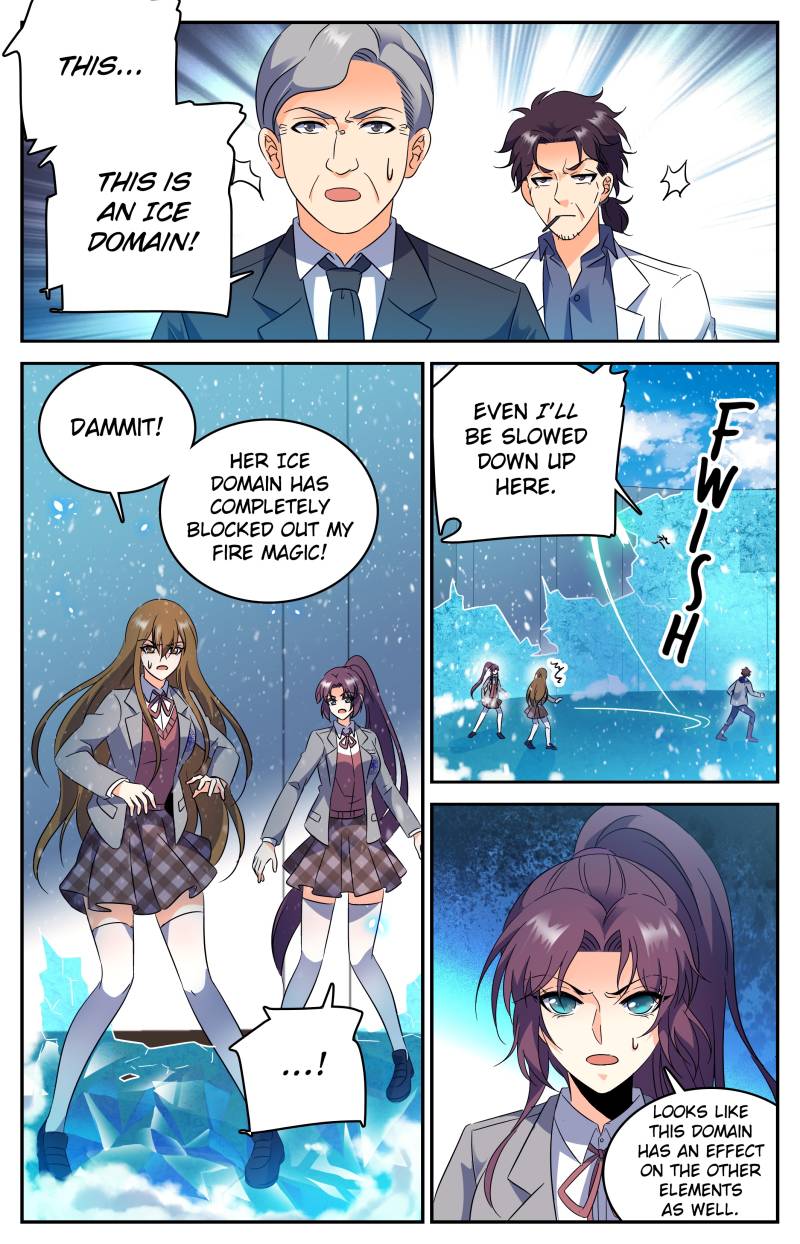 THIS...
THIS IS
AN ICE
DOMAIN!
DAMMIT!
HER ICE
DOMAIN HAS
COMPLETELY
BLOCKED OUT MY
FIRE MAGIC!
...!
EVEN I'LL
BE SLOWED
DOWN UP
HERE.
FWISH
LOOKS LIKE
THIS DOMAIN
HAS AN EFFECT
ON THE OTHER
ELEMENTS
AS WELL.